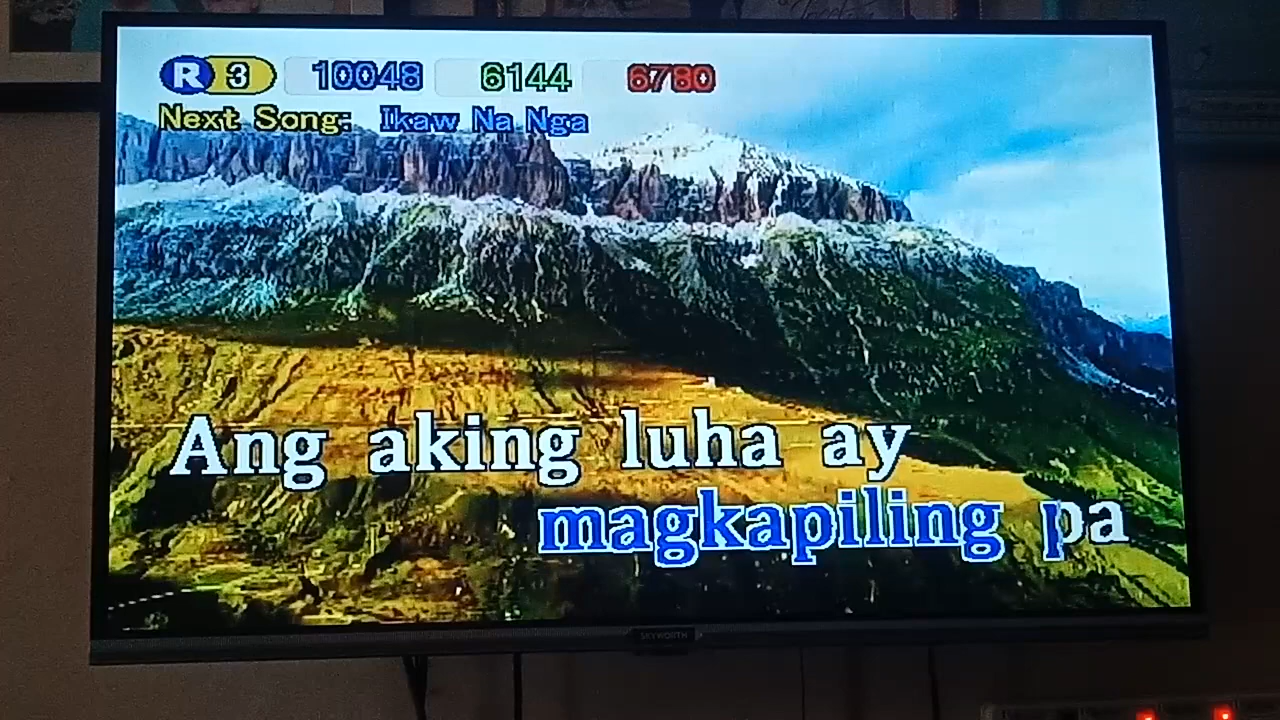 R 3 10048 6144 6780
Next Song: Ikaw Na Nga
Ang aking luha ay
magkapiling pa
SKYWORTH